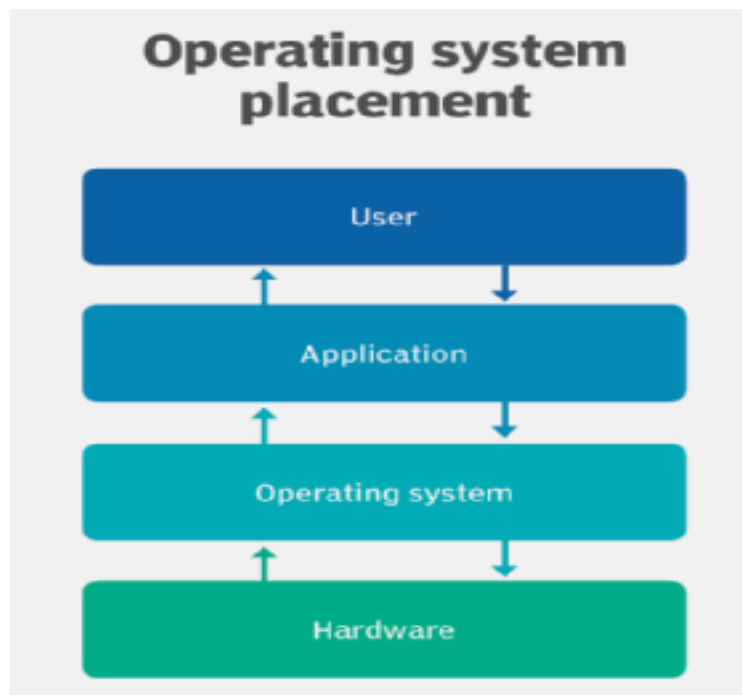 Operating system
placement
User
Application
Operating system
Hardware